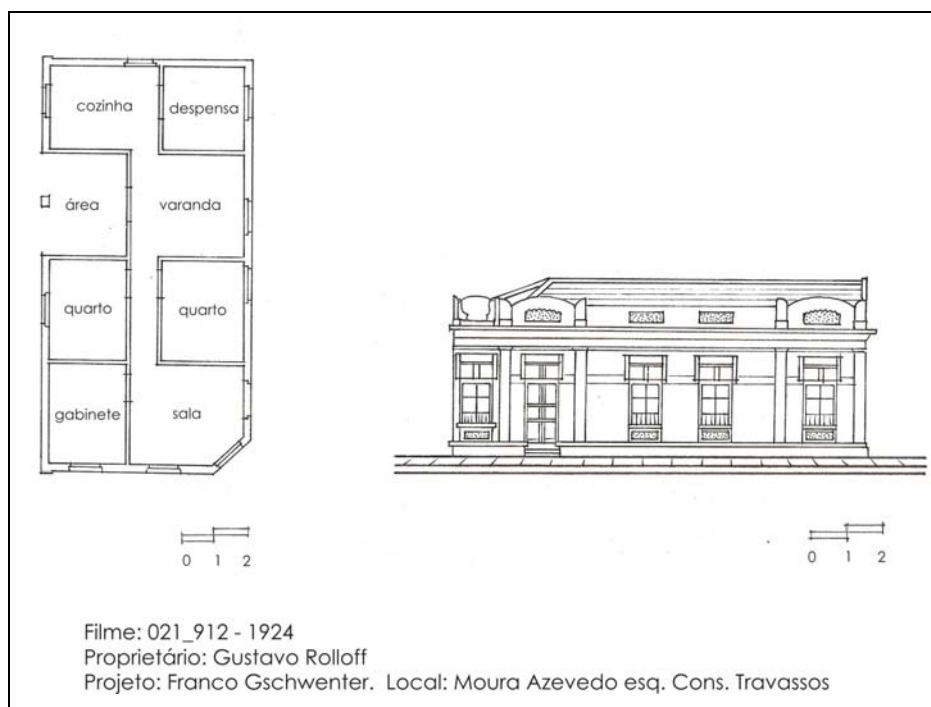 cozinha despensa
área varanda
quarto quarto
gabinete sala
0 1 2
0 1 2
Filme: 021_912 - 1924
Proprietário: Gustavo Rolloff
Projeto: Franco Gschwenter. Local: Moura Azevedo esq. Cons. Travassos